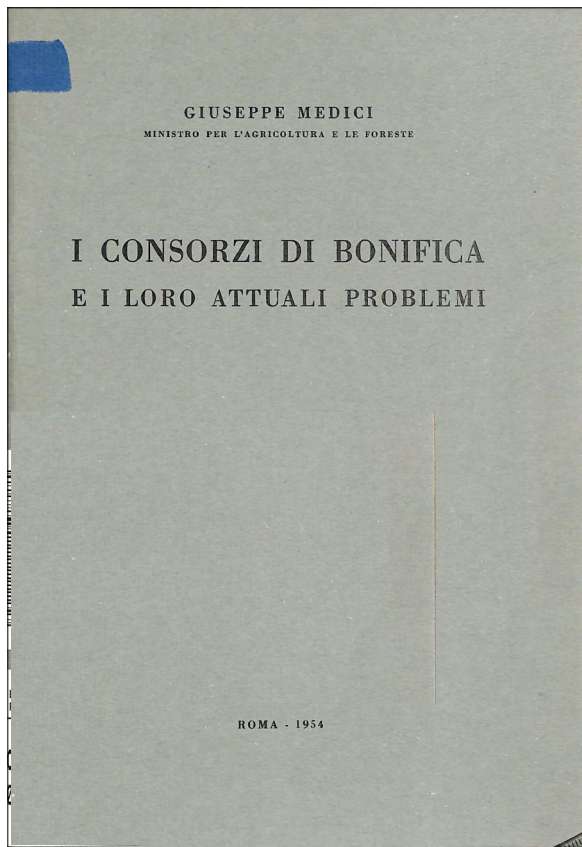 GIUSEPPE MEDICI
MINISTRO PER L'AGRICOLTURA E LE FORESTE
I CONSORZI DI BONIFICA
E I LORO ATTUALI PROBLEMI
ROMA - 1954